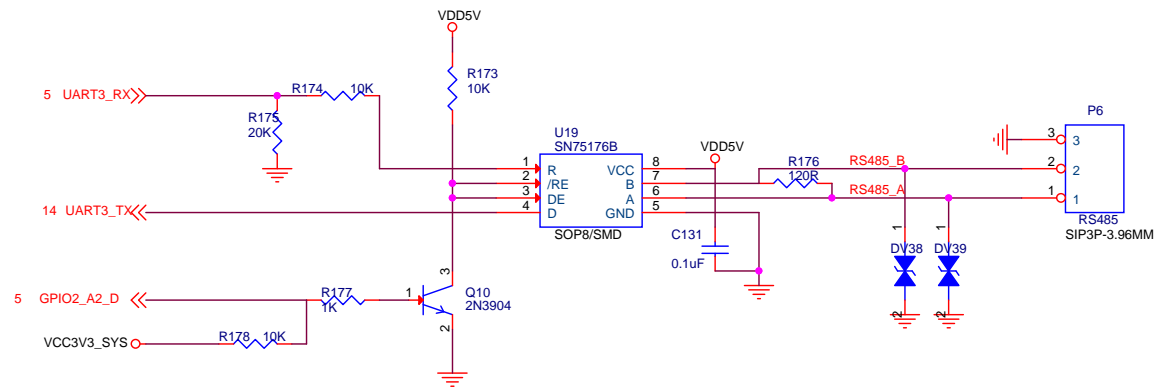 VDD5V
R173
10K
5 UART3_RX
R174 10K
R175
20K
P6
U19
SN75176B
VDD5V
R176
120R
RS485_B
RS485_A
3 3
2 2
1 1
RS485
SIP3P-3.96MM
1 R VCC 8
2 /RE B 7
3 DE A 6
4 D GND 5
SOP8/SMD
14 UART3_TX
C131
0.1uF
1 1
DV38 DV39
2 2
5 GPIO2_A2_D
R177
1K
3
1
2
Q10
2N3904
VCC3V3_SYS
R178 10K